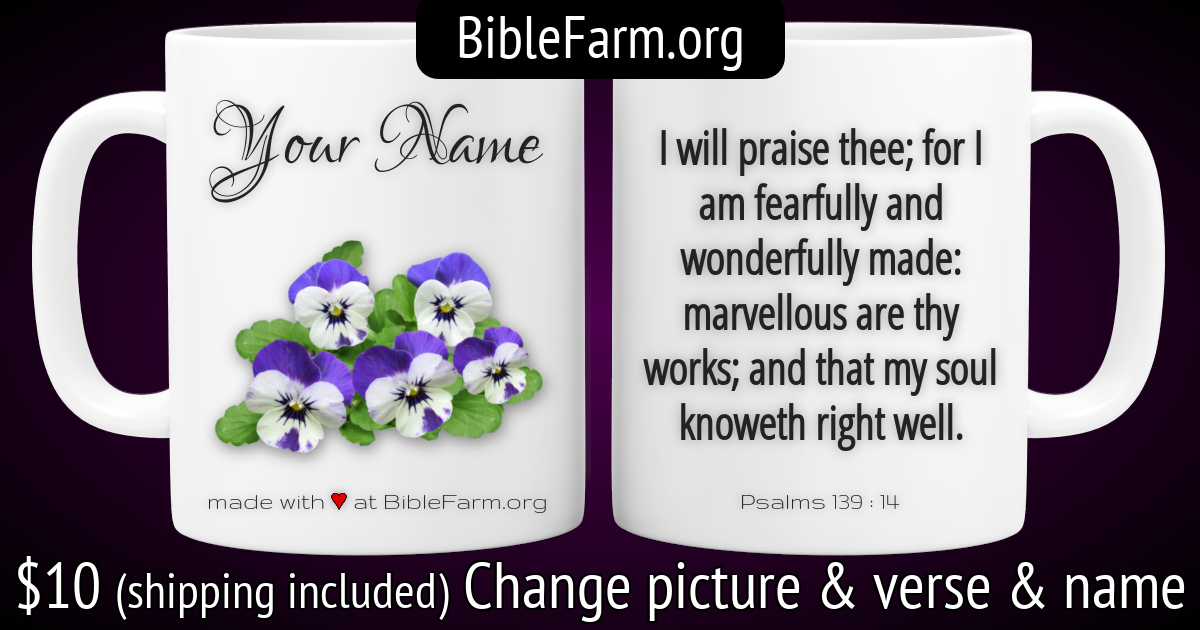 BibleFarm.org
Your Name
made with ♥ at BibleFarm.org
I will praise thee; for I
am fearfully and
wonderfully made:
marvellous are thy
works; and that my soul
knoweth right well.
Psalms 139 : 14
$10 (shipping included) Change picture & verse & name